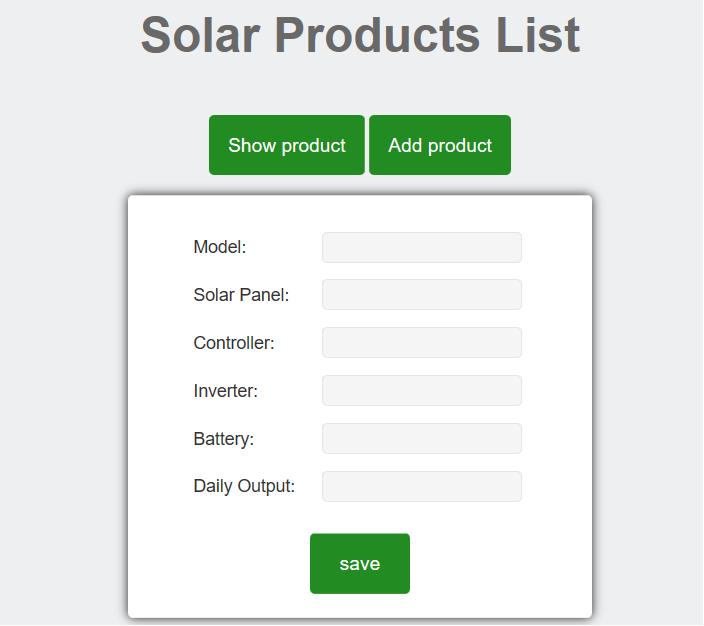 Solar Products List
Show product Add product
Model:
Solar Panel:
Controller:
Inverter:
Battery:
Daily Output:
save